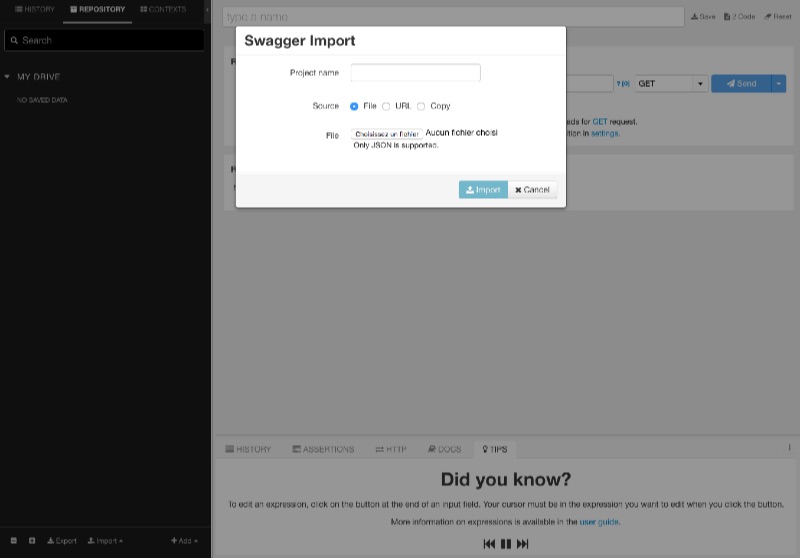 HISTORY REPOSITORY CONTEXTS
type a name
Save 2 Code Reset
Search
Swagger Import
Project name
MY DRIVE
NO SAVED DATA
GET Send
Source File URL Copy
File Choisissez un fichier Aucun fichier choisi
Only JSON is supported.
for GET request.
in settings.
Import Cancel
HISTORY ASSERTIONS HTTP DOCS TIPS
Did you know?
To edit an expression, click on the button at the end of an input field. Your cursor must be in the expression you want to edit when you click the button.
More information on expressions is available in the user guide.
Export Import Add